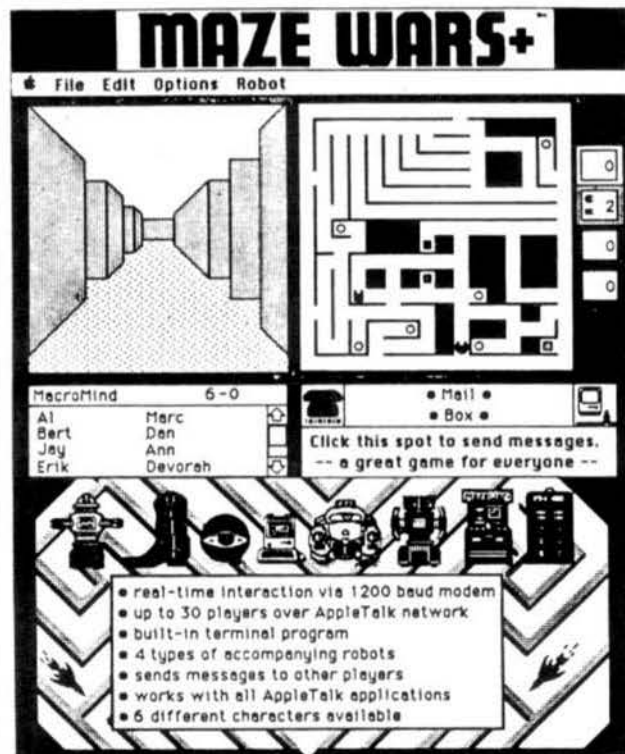 MAZE WARS+
File Edit Options Robot
0
2
0
0
MacroMind 6-0
Al Marc
Bert Dan
Jay Ann
Erik Devorah
• Mail •
• Box •
Click this spot to send messages.
-- a great game for everyone --
• real-time interaction via 1200 baud modem
• up to 30 players over AppleTalk network
• built-in terminal program
• 4 types of accompanying robots
• sends messages to other players
• works with all AppleTalk applications
• 6 different characters available